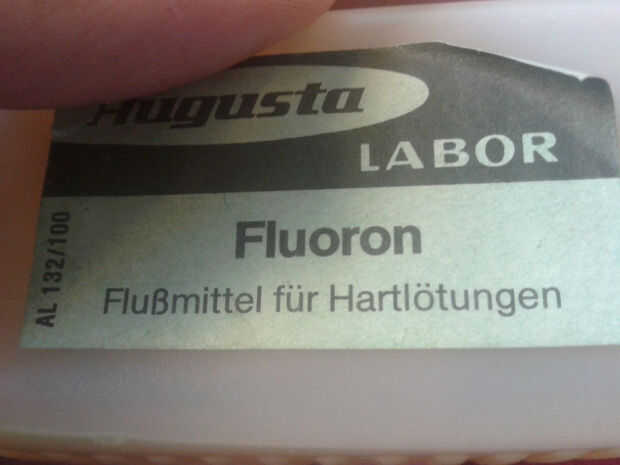 Augusta
LABOR
Fluoron
Flußmittel für Hartlötungen
AL 132/100